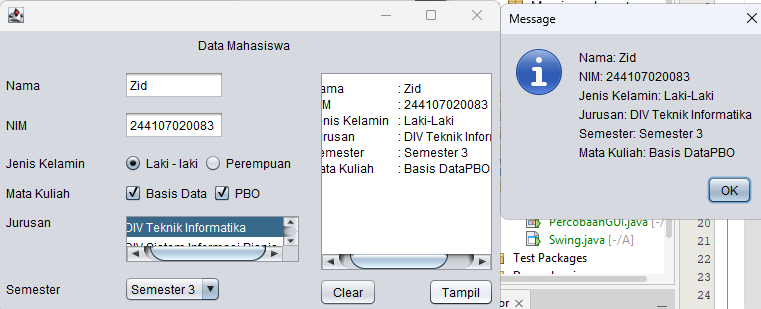 Data Mahasiswa
Nama
Zid
NIM
244107020083
Jenis Kelamin
Laki - laki
Perempuan
Mata Kuliah
Basis Data
PBO
Jurusan
DIV Teknik Informatika
DIV Sistem Informasi Bisnis
Semester
Semester 3
ama : Zid
M : 244107020083
enis Kelamin : Laki-Laki
urusan : DIV Teknik Infor
emester : Semester 3
ata Kuliah : Basis DataPBO
Clear
Tampil
Message
Nama: Zid
NIM: 244107020083
Jenis Kelamin: Laki-Laki
Jurusan: DIV Teknik Informatika
Semester: Semester 3
Mata Kuliah: Basis DataPBO
OK
PercobaanGUI.java [-/A]
Swing.java [-/A]
Test Packages
or ×
20
21
22
23
24